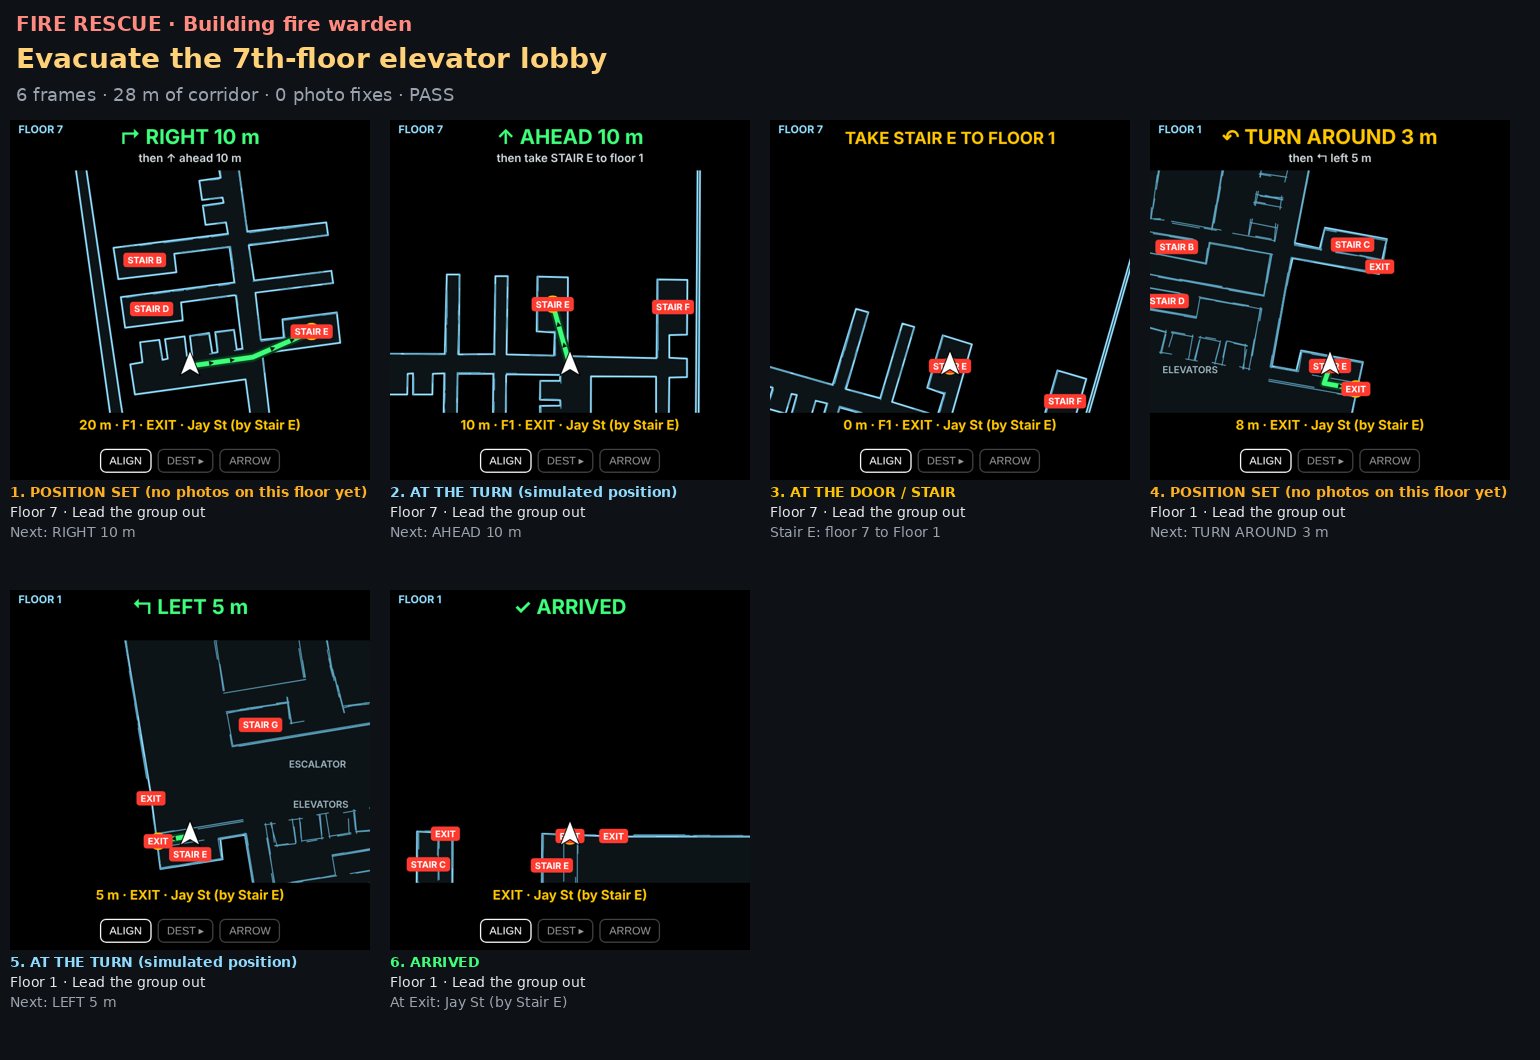 FIRE RESCUE · Building fire warden
Evacuate the 7th-floor elevator lobby
6 frames · 28 m of corridor · 0 photo fixes · PASS
FLOOR 7
↱ RIGHT 10 m
then ↑ ahead 10 m
STAIR B
STAIR D
STAIR E
20 m · F1 · EXIT · Jay St (by Stair E)
ALIGN
DEST ▸
ARROW
1. POSITION SET (no photos on this floor yet)
Floor 7 · Lead the group out
Next: RIGHT 10 m
FLOOR 7
↑ AHEAD 10 m
then take STAIR E to floor 1
STAIR E
STAIR F
10 m · F1 · EXIT · Jay St (by Stair E)
ALIGN
DEST ▸
ARROW
2. AT THE TURN (simulated position)
Floor 7 · Lead the group out
Next: AHEAD 10 m
FLOOR 7
TAKE STAIR E TO FLOOR 1
STAIR F
0 m · F1 · EXIT · Jay St (by Stair E)
ALIGN
DEST ▸
ARROW
3. AT THE DOOR / STAIR
Floor 7 · Lead the group out
Stair E: floor 7 to Floor 1
FLOOR 1
↶ TURN AROUND 3 m
then ↰ left 5 m
STAIR B
STAIR C
EXIT
STAIR D
ELEVATORS
EXIT
8 m · EXIT · Jay St (by Stair E)
ALIGN
DEST ▸
ARROW
4. POSITION SET (no photos on this floor yet)
Floor 1 · Lead the group out
Next: TURN AROUND 3 m
FLOOR 1
↰ LEFT 5 m
STAIR G
ESCALATOR
EXIT
ELEVATORS
EXIT
STAIR E
5 m · EXIT · Jay St (by Stair E)
ALIGN
DEST ▸
ARROW
5. AT THE TURN (simulated position)
Floor 1 · Lead the group out
Next: LEFT 5 m
FLOOR 1
✓ ARRIVED
EXIT
EXIT
STAIR C
STAIR E
EXIT · Jay St (by Stair E)
ALIGN
DEST ▸
ARROW
6. ARRIVED
Floor 1 · Lead the group out
At Exit: Jay St (by Stair E)